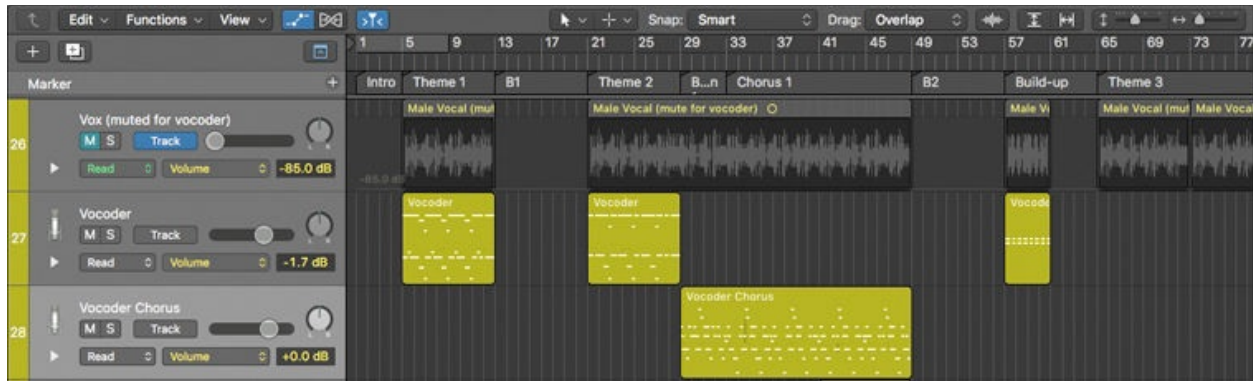 Edit Functions View Snap: Smart Drag: Overlap
1 5 9 13 17 21 25 29 33 37 41 45 49 53 57 61 65 69 73 77
Marker + Intro Theme 1 B1 Theme 2 B...n Chorus 1 B2 Build-up Theme 3
26
Vox (muted for vocoder)
M S Track
Read Volume -85.0 dB
-85.0 dB
Male Vocal (mut
Male Vocal (mute for vocoder)
Male Vo
Male Vocal (mut
Male Voca
27
Vocoder
M S Track
Read Volume -1.7 dB
Vocoder
Vocoder
Vocode
28
Vocoder Chorus
M S Track
Read Volume +0.0 dB
Vocoder Chorus